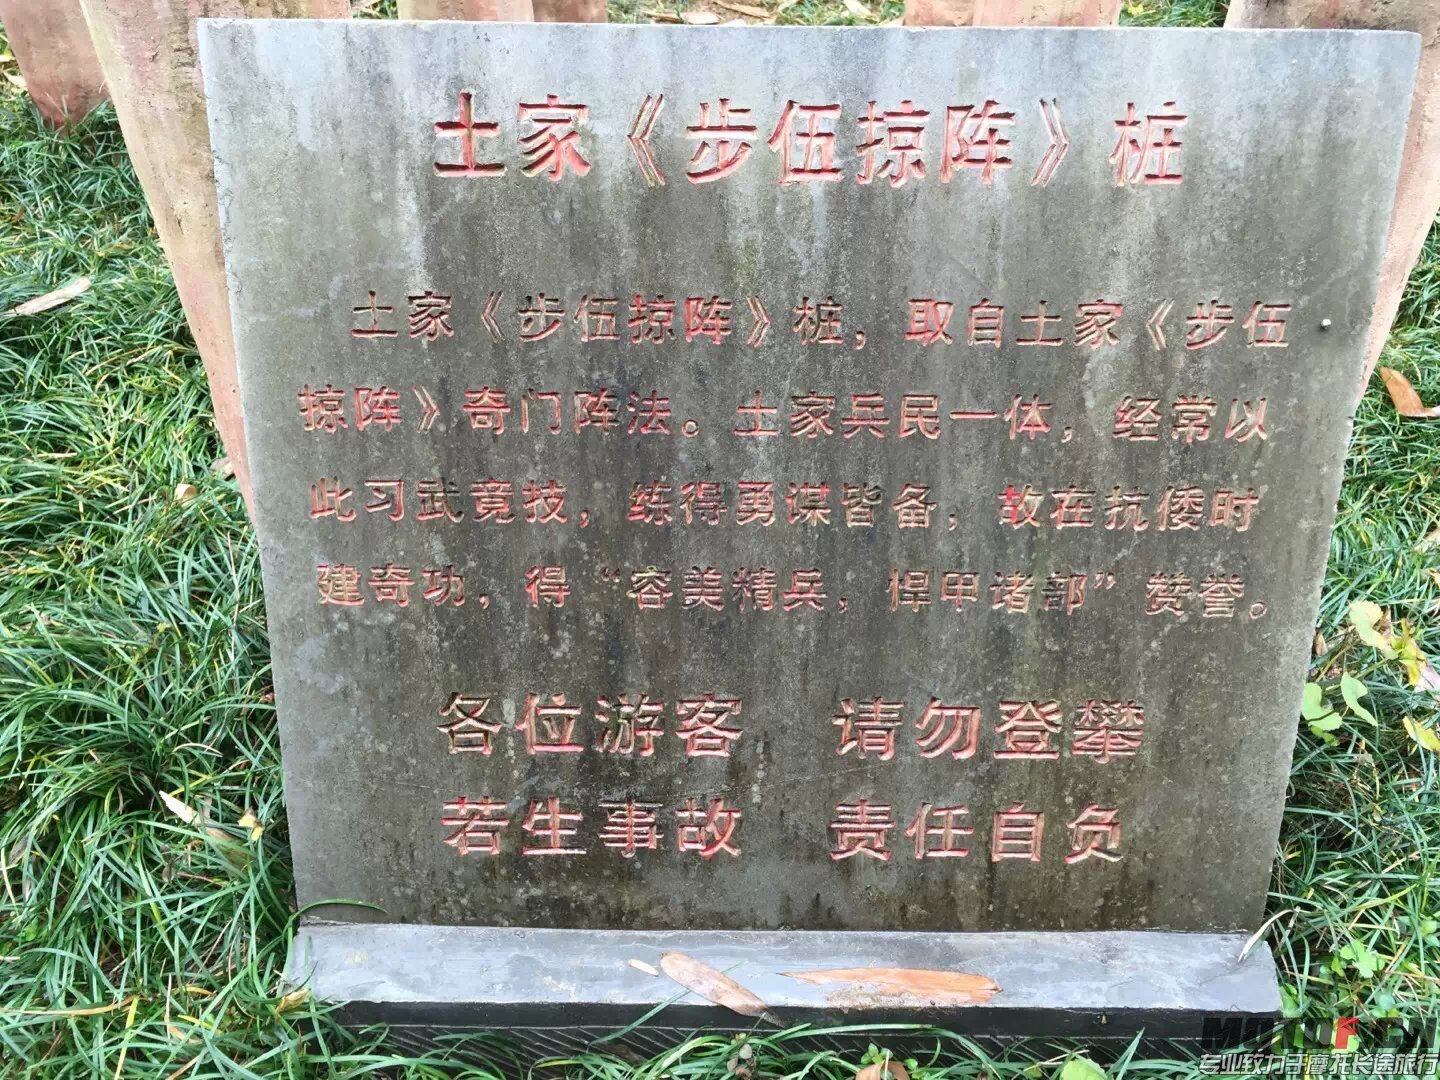 土家《步伍掠阵》桩
土家《步伍掠阵》桩，取自土家《步伍
掠阵》奇门阵法。土家兵民一体，经常以
此习武竟技，练得勇谋皆备，故在抗倭时
建奇功，得“容美精兵，悍甲诸部”赞誉。
各位游客 请勿登攀
若生事故 责任自负
MOTOFCN
专业致力于摩托长途旅行